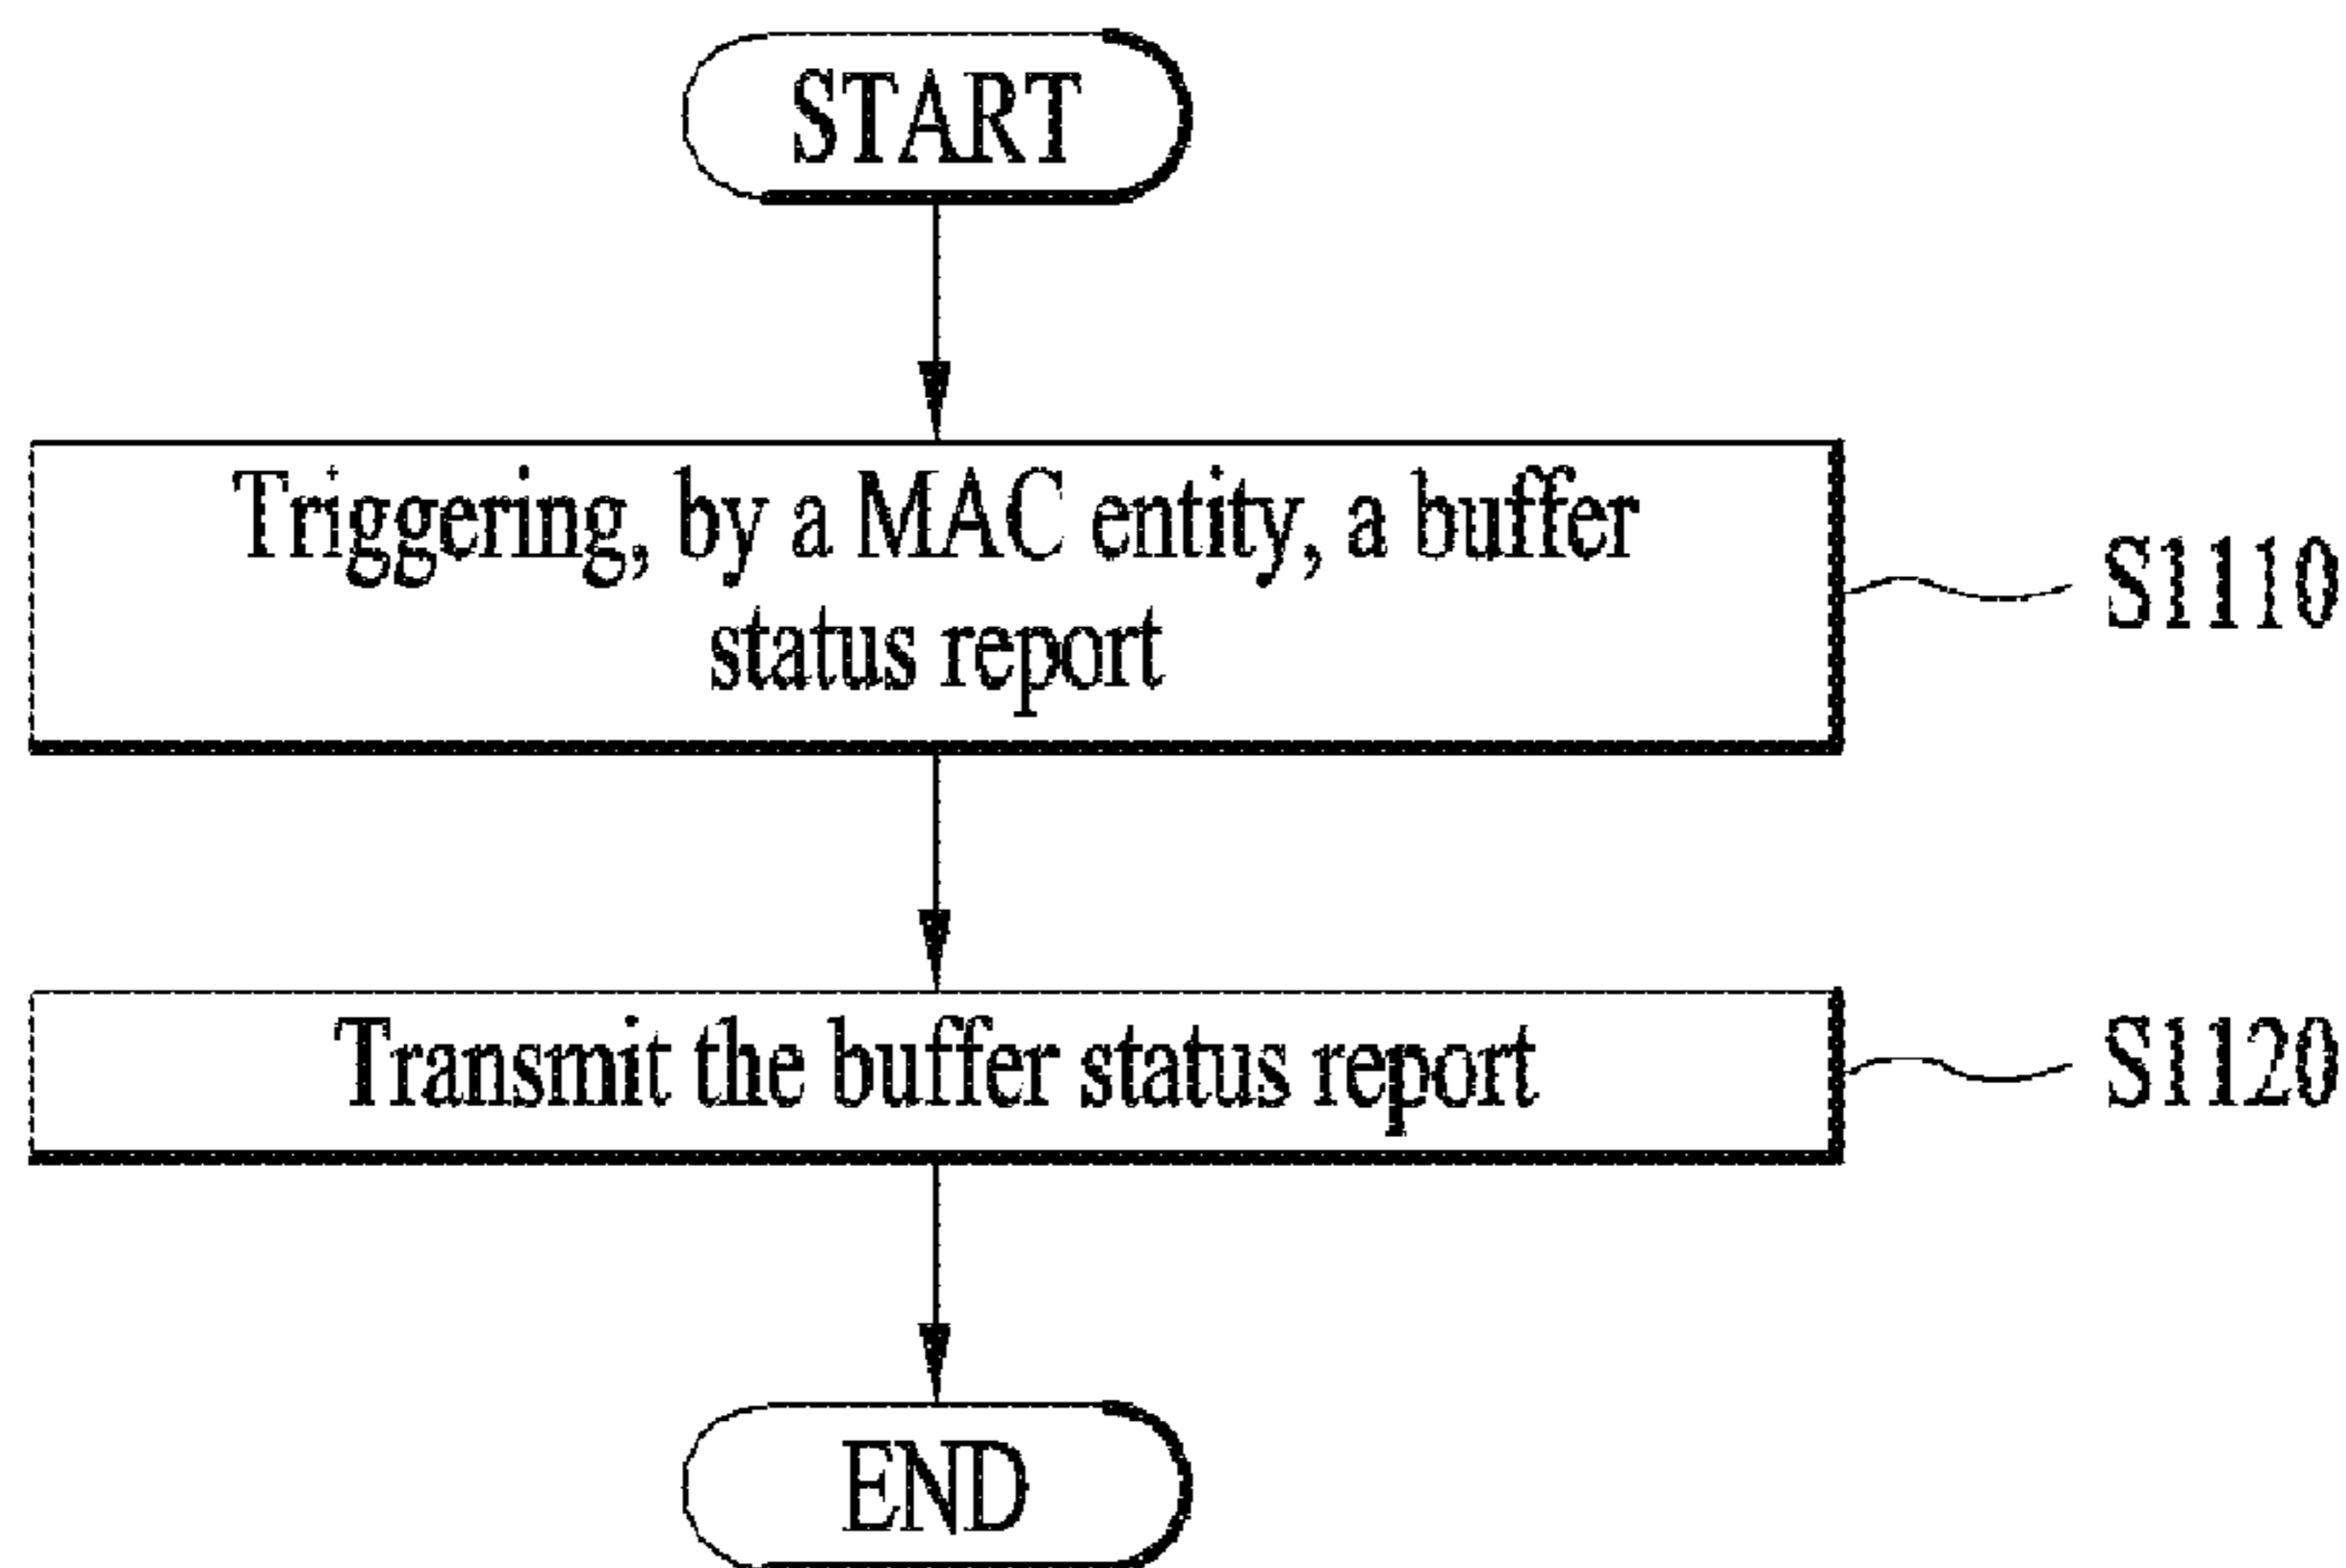 START
Triggering, by a MAC entity, a buffer
status report
S1110
Transmit the buffer status report
S1120
END